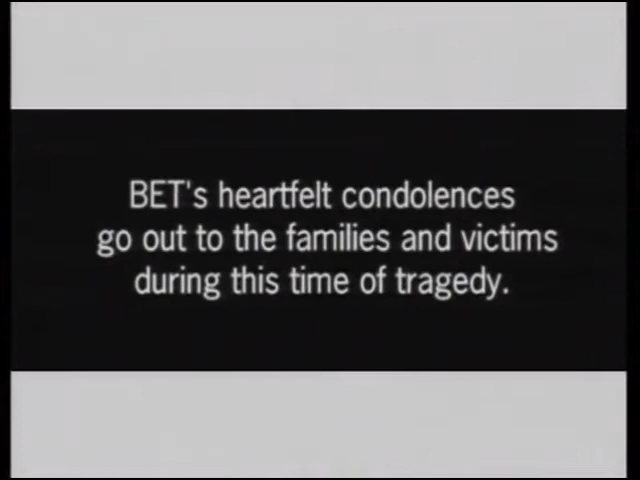 BET's heartfelt condolences
go out to the families and victims
during this time of tragedy.